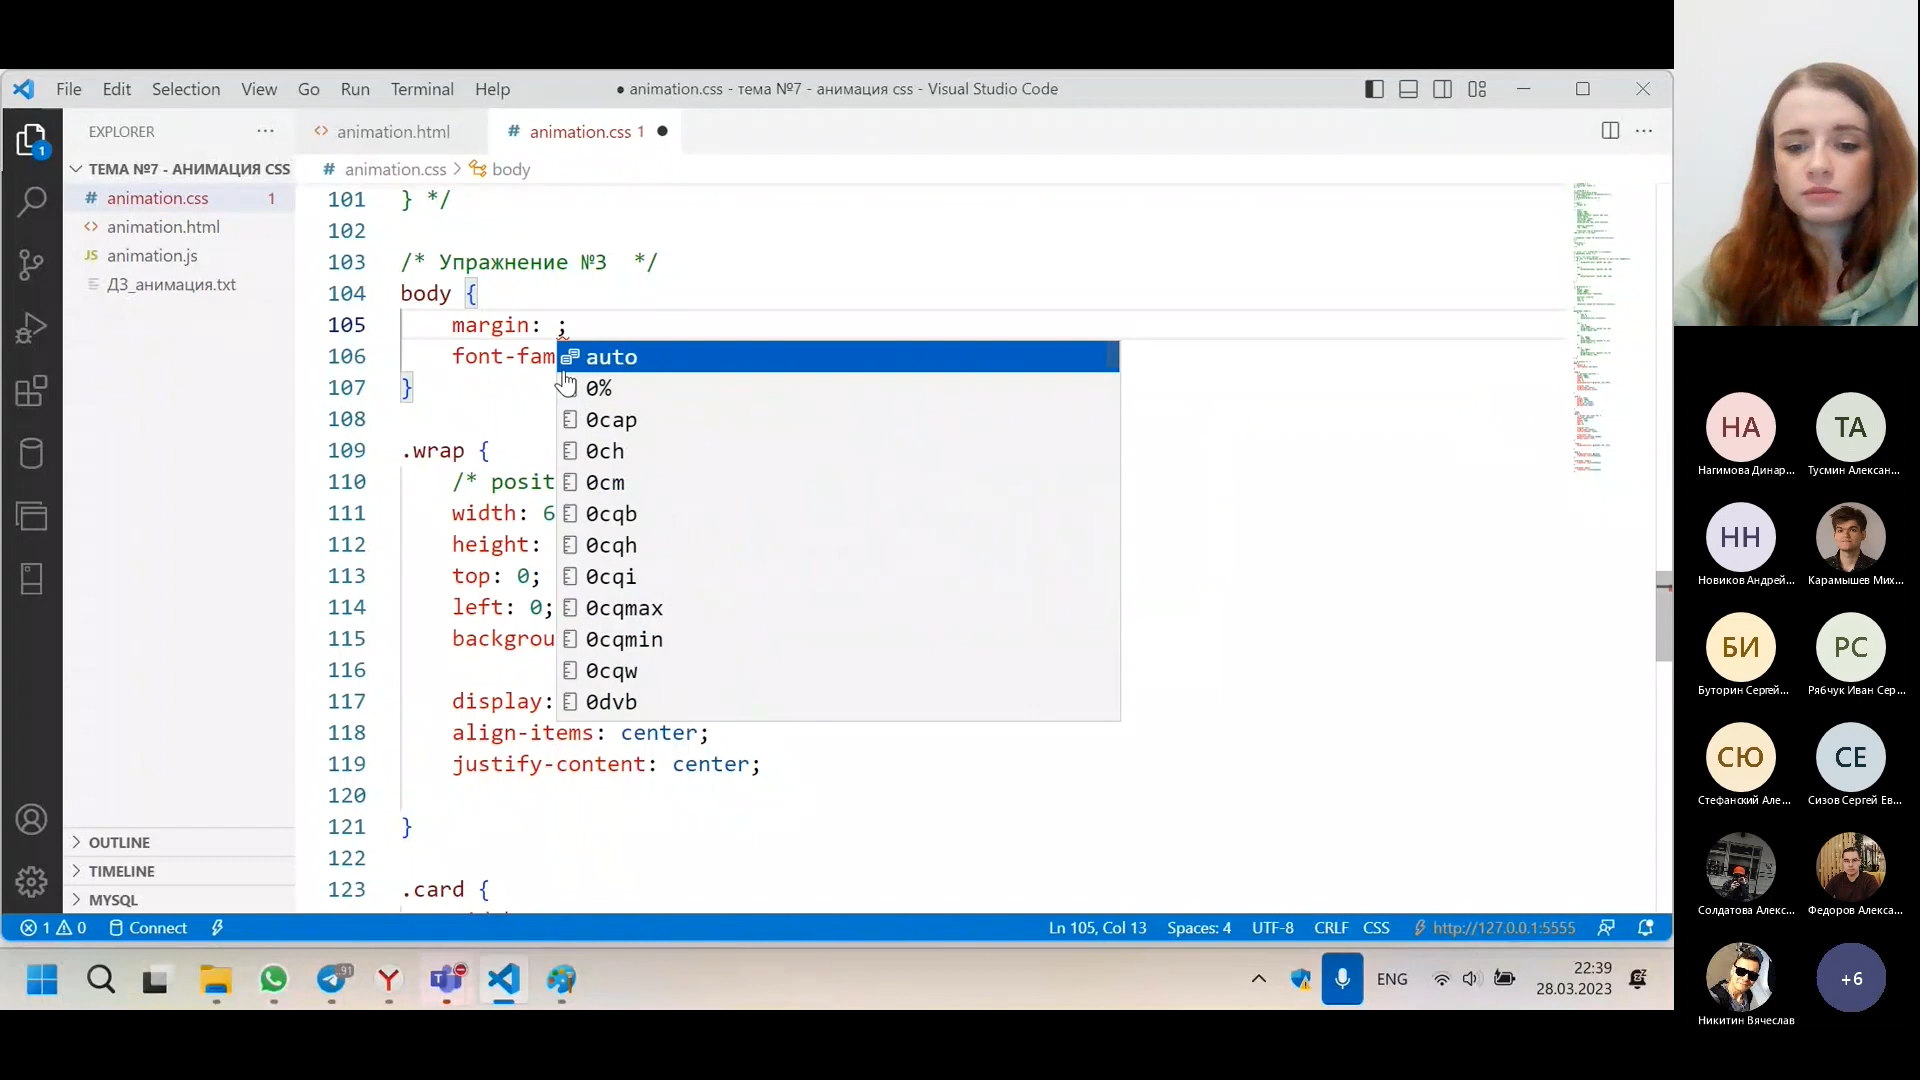 File Edit Selection View Go Run Terminal Help
● animation.css - тема №7 - анимация css - Visual Studio Code
EXPLORER ···
ТЕМА №7 - АНИМАЦИЯ CSS
# animation.css 1
<> animation.html
JS animation.js
ДЗ_анимация.txt
OUTLINE
TIMELINE
MYSQL
1
<> animation.html
# animation.css 1 ●
# animation.css > body
101 } */
102
103 /* Упражнение №3 */
104 body {
105 margin: ;
106 font-fam
107 }
108
109 .wrap {
110 /* posit
111 width: 6
112 height:
113 top: 0;
114 left: 0;
115 backgrou
116
117 display:
118 align-items: center;
119 justify-content: center;
120
121 }
122
123 .card {
auto
0%
0cap
0ch
0cm
0cqb
0cqh
0cqi
0cqmax
0cqmin
0cqw
0dvb
1 0 Connect
Ln 105, Col 13 Spaces: 4 UTF-8 CRLF CSS http://127.0.0.1:5555
91
ENG
22:39
28.03.2023
НА ТА
Нагимова Динар... Тусмин Алексан...
НН
Новиков Андрей... Карамышев Мих...
БИ РС
Буторин Сергей... Рябчук Иван Сер...
СЮ СЕ
Стефанский Але... Сизов Сергей Ев...
Солдатова Алекс... Федоров Алекса...
+6
Никитин Вячеслав